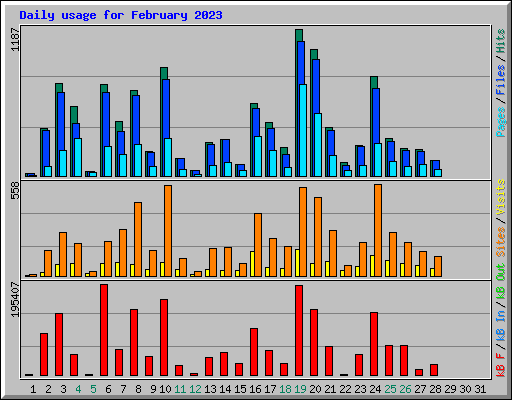 Daily usage for February 2023
1187
Pages / Files / Hits
558
Sites / Visits
195407
kB F / kB In / kB Out
1 2 3 4 5 6 7 8 9 10 11 12 13 14 15 16 17 18 19 20 21 22 23 24 25 26 27 28 29 30 31